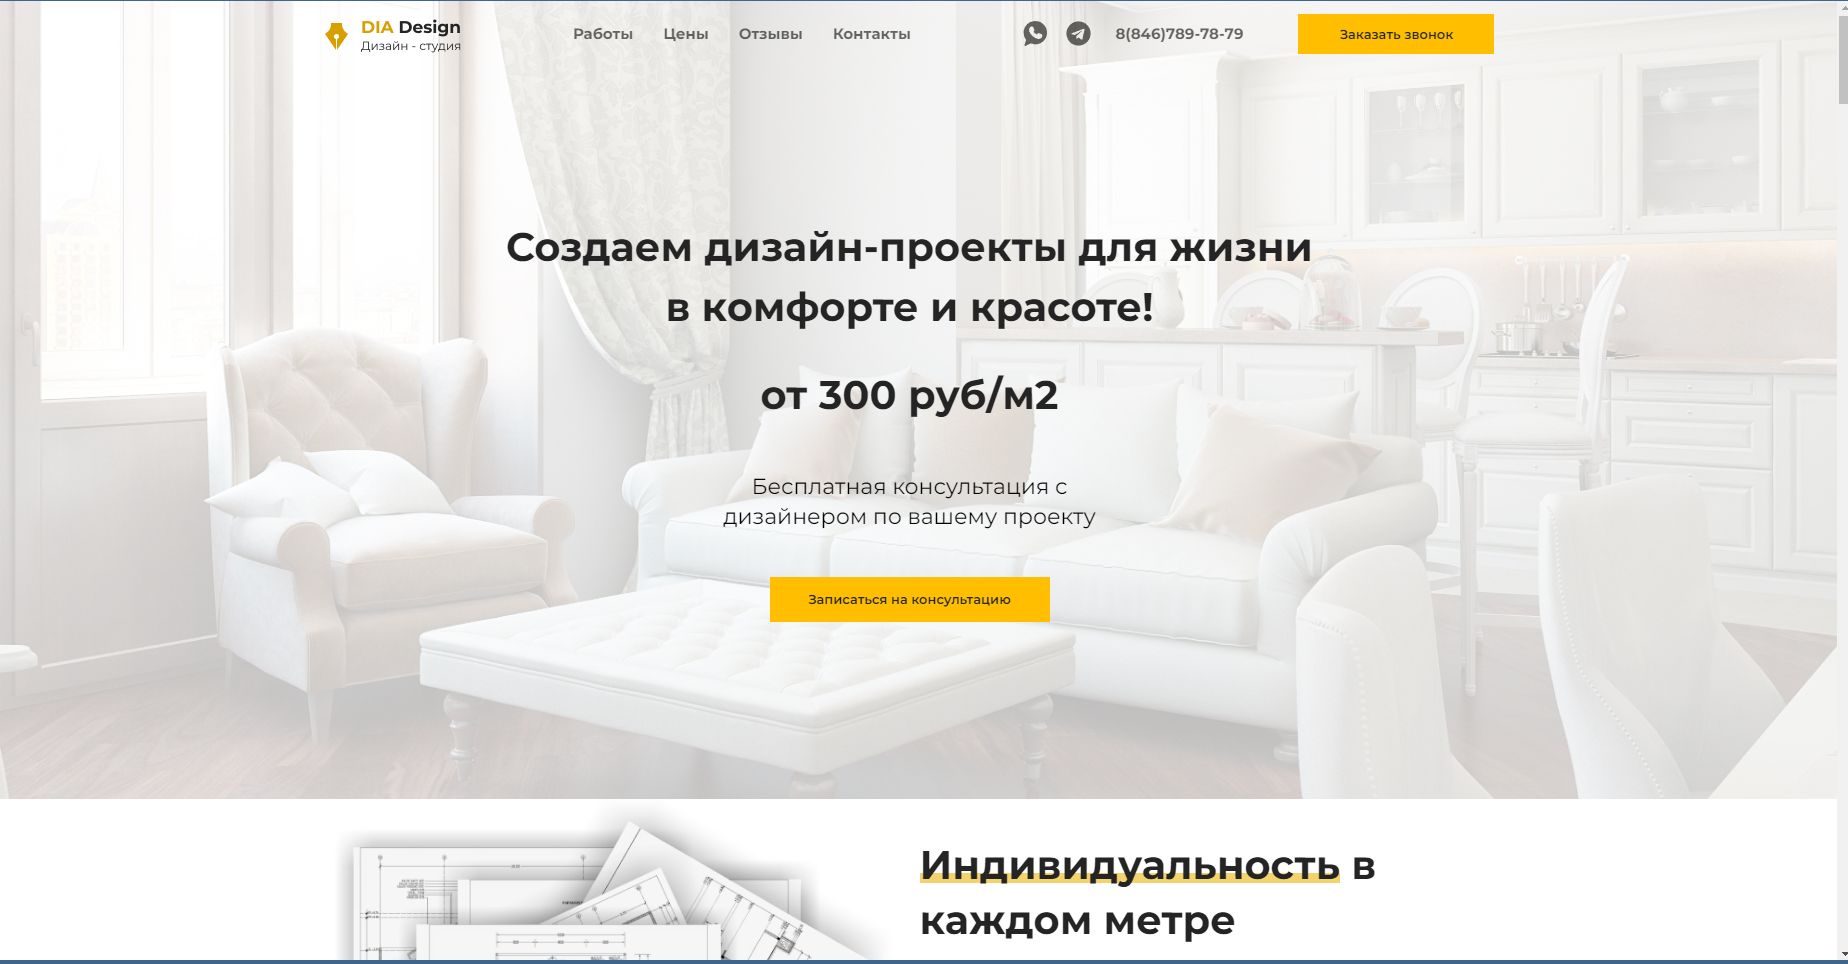 DIA Design
Дизайн - студия
Работы
Цены
Отзывы
Контакты
8(846)789-78-79
Заказать звонок
Создаем дизайн-проекты для жизни
в комфорте и красоте!
от 300 руб/м2
Бесплатная консультация с
дизайнером по вашему проекту
Записаться на консультацию
Индивидуальность в
каждом метре